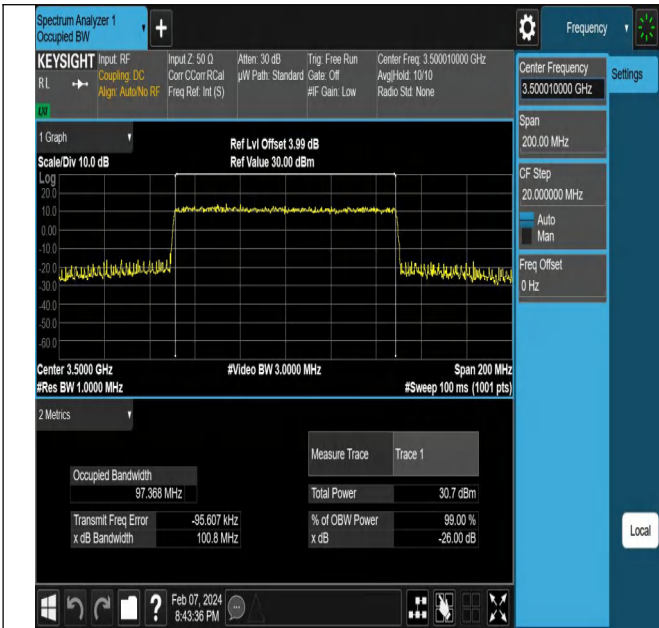 Spectrum Analyzer 1
Occupied BW
+
Frequency
KEYSIGHT
RL
LXI
Input: RF
Coupling: DC
Align: Auto/No RF
Input Z: 50 Ω
Corr CCorr RCal
Freq Ref: Int (S)
Atten: 30 dB
µW Path: Standard
Trig: Free Run
Gate: Off
#IF Gain: Low
Center Freq: 3.500010000 GHz
Avg|Hold: 10/10
Radio Std: None
Center Frequency
3.500010000 GHz
Settings
Span
200.00 MHz
CF Step
20.000000 MHz
Auto
Man
Freq Offset
0 Hz
Local
1 Graph
Scale/Div 10.0 dB
Ref Lvl Offset 3.99 dB
Ref Value 30.00 dBm
Log
20.0
10.0
0.00
-10.0
-20.0
-30.0
-40.0
-50.0
-60.0
Center 3.5000 GHz
#Video BW 3.0000 MHz
Span 200 MHz
#Res BW 1.0000 MHz
#Sweep 100 ms (1001 pts)
2 Metrics
Measure Trace Trace 1
Occupied Bandwidth
97.368 MHz
Total Power 30.7 dBm
Transmit Freq Error -95.607 kHz
% of OBW Power 99.00 %
x dB Bandwidth 100.8 MHz
x dB -26.00 dB
?
Feb 07, 2024
8:43:36 PM